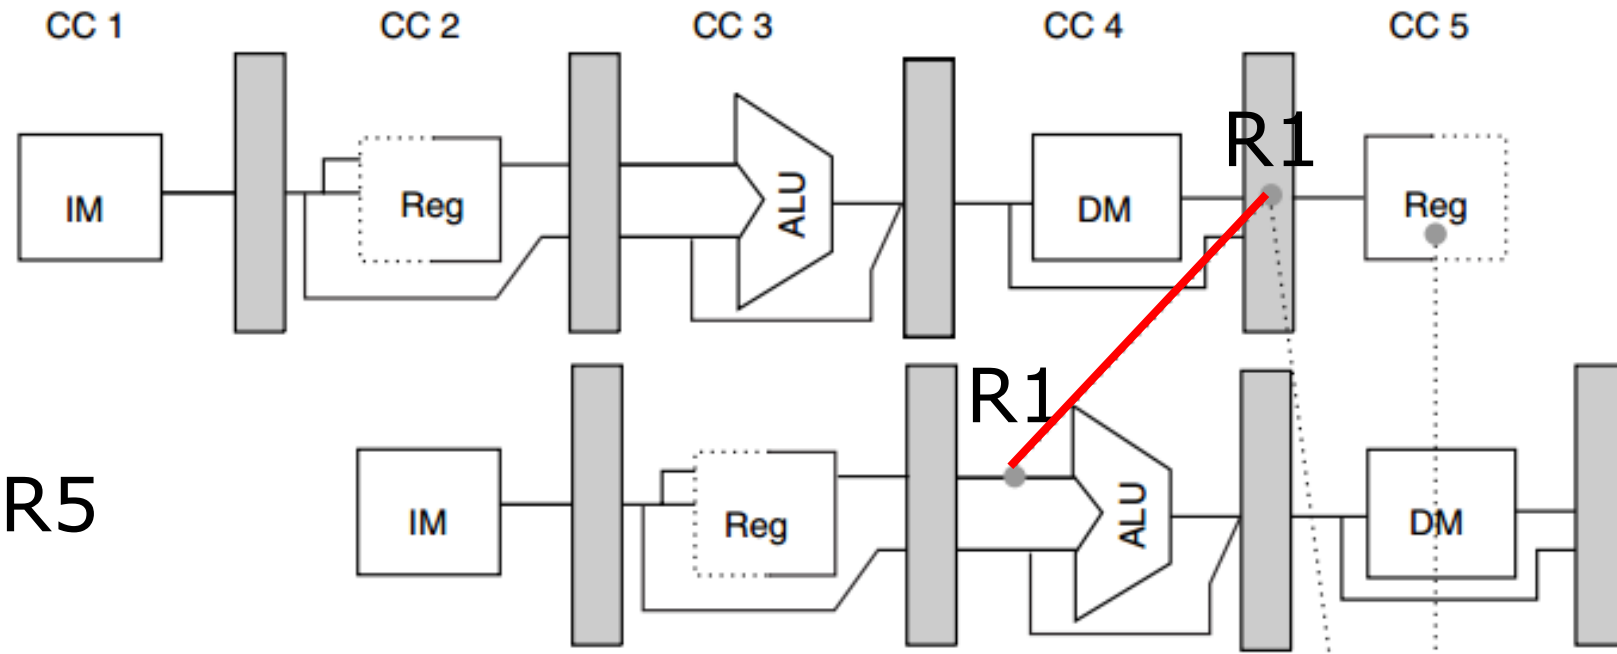 CC 1 CC 2 CC 3 CC 4 CC 5
R1
IM Reg ALU DM Reg
R1
R5 IM Reg ALU DM